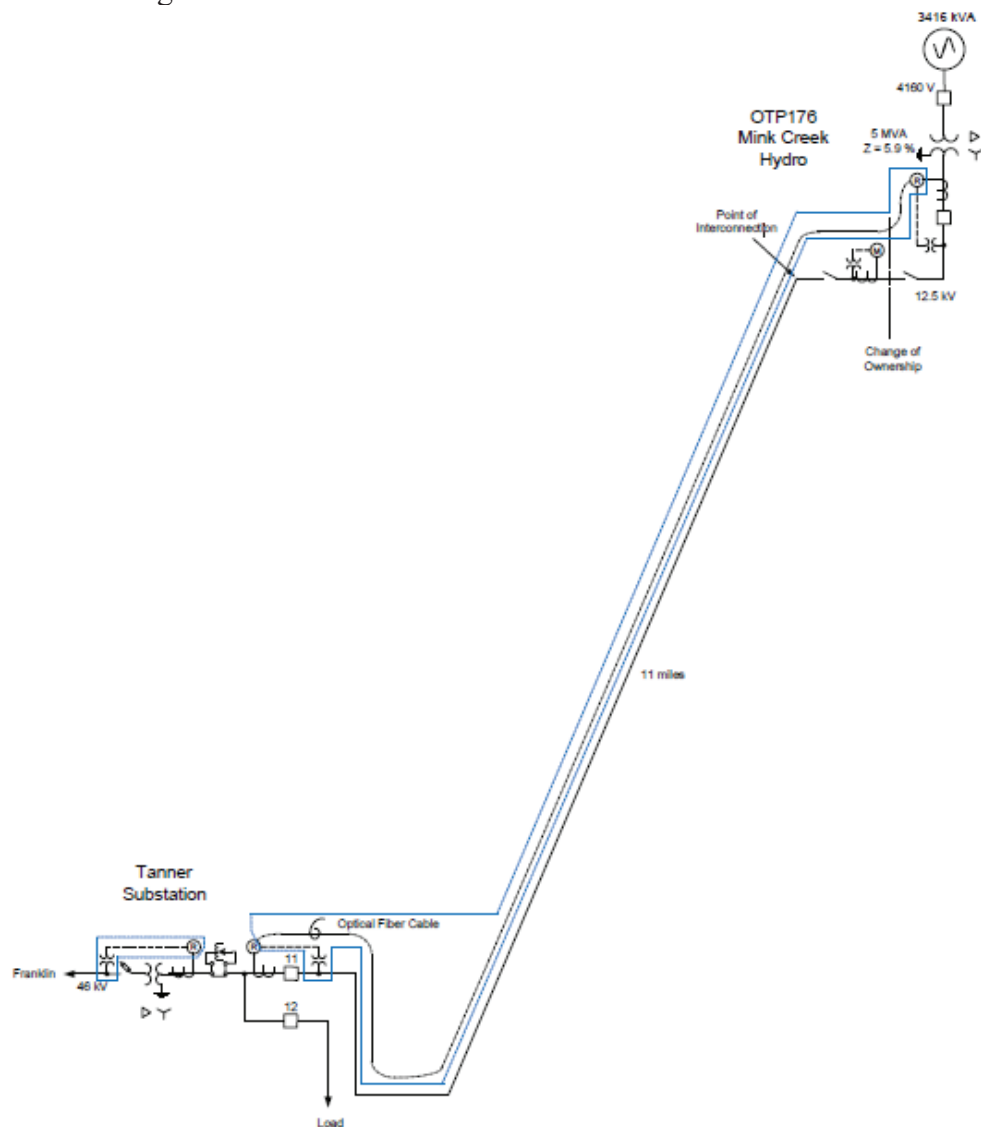 3416 kVA
4160 V
OTP176
Mink Creek
Hydro
5 MVA
Z = 5.9 %
R
Point of
Interconnection
M
12.5 kV
Change of
Ownership
11 miles
Tanner
Substation
Optical Fiber Cable
R
R
11
Franklin
46 kV
12
Load